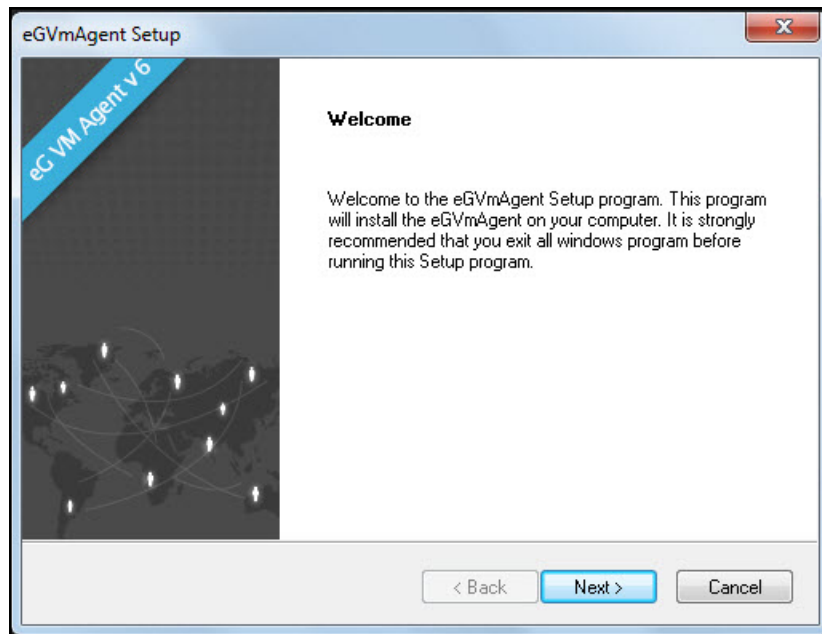 eGVmAgent Setup
eG VM Agent v 6
Welcome
Welcome to the eGVmAgent Setup program. This program
will install the eGVmAgent on your computer. It is strongly
recommended that you exit all windows program before
running this Setup program.
< Back
Next >
Cancel